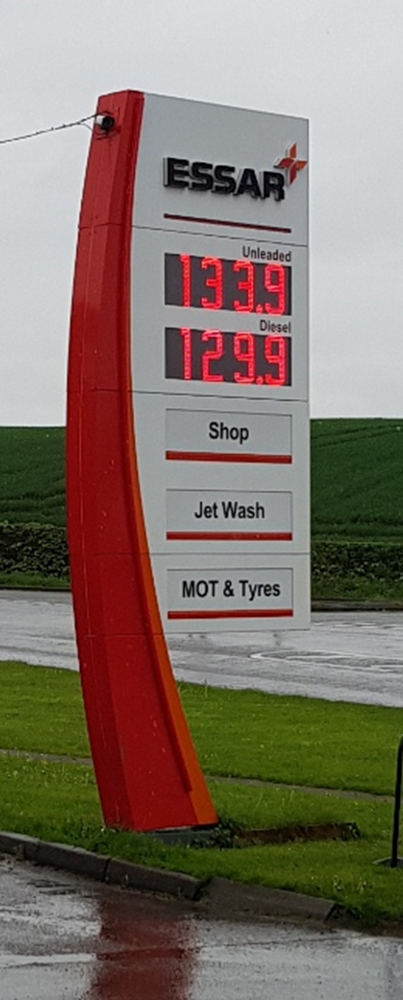 ESSAR
Unleaded
133.9
Diesel
129.9
Shop
Jet Wash
MOT & Tyres